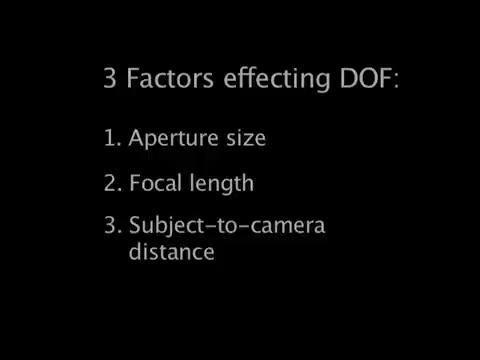 3 Factors effecting DOF:
1. Aperture size
2. Focal length
3. Subject-to-camera
distance